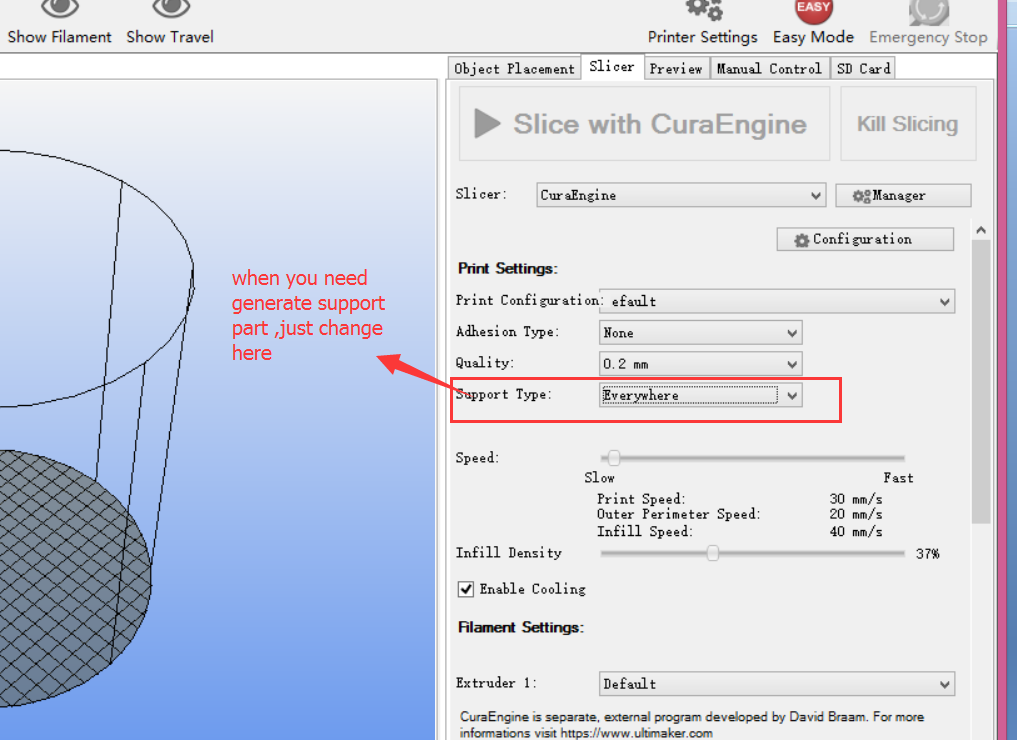 Show Filament Show Travel Printer Settings EASY Easy Mode Emergency Stop
Object Placement Slicer Preview Manual Control SD Card
Slice with CuraEngine Kill Slicing
Slicer: CuraEngine Manager
Configuration
Print Settings:
Print Configuration: efault
Adhesion Type: None
Quality: 0.2 mm
Support Type: Everywhere
when you need
generate support
part ,just change
here
Speed:
Slow Fast
Print Speed: 30 mm/s
Outer Perimeter Speed: 20 mm/s
Infill Speed: 40 mm/s
Infill Density 37%
Enable Cooling
Filament Settings:
Extruder 1: Default
CuraEngine is separate, external program developed by David Braam. For more
informations visit https://www.ultimaker.com